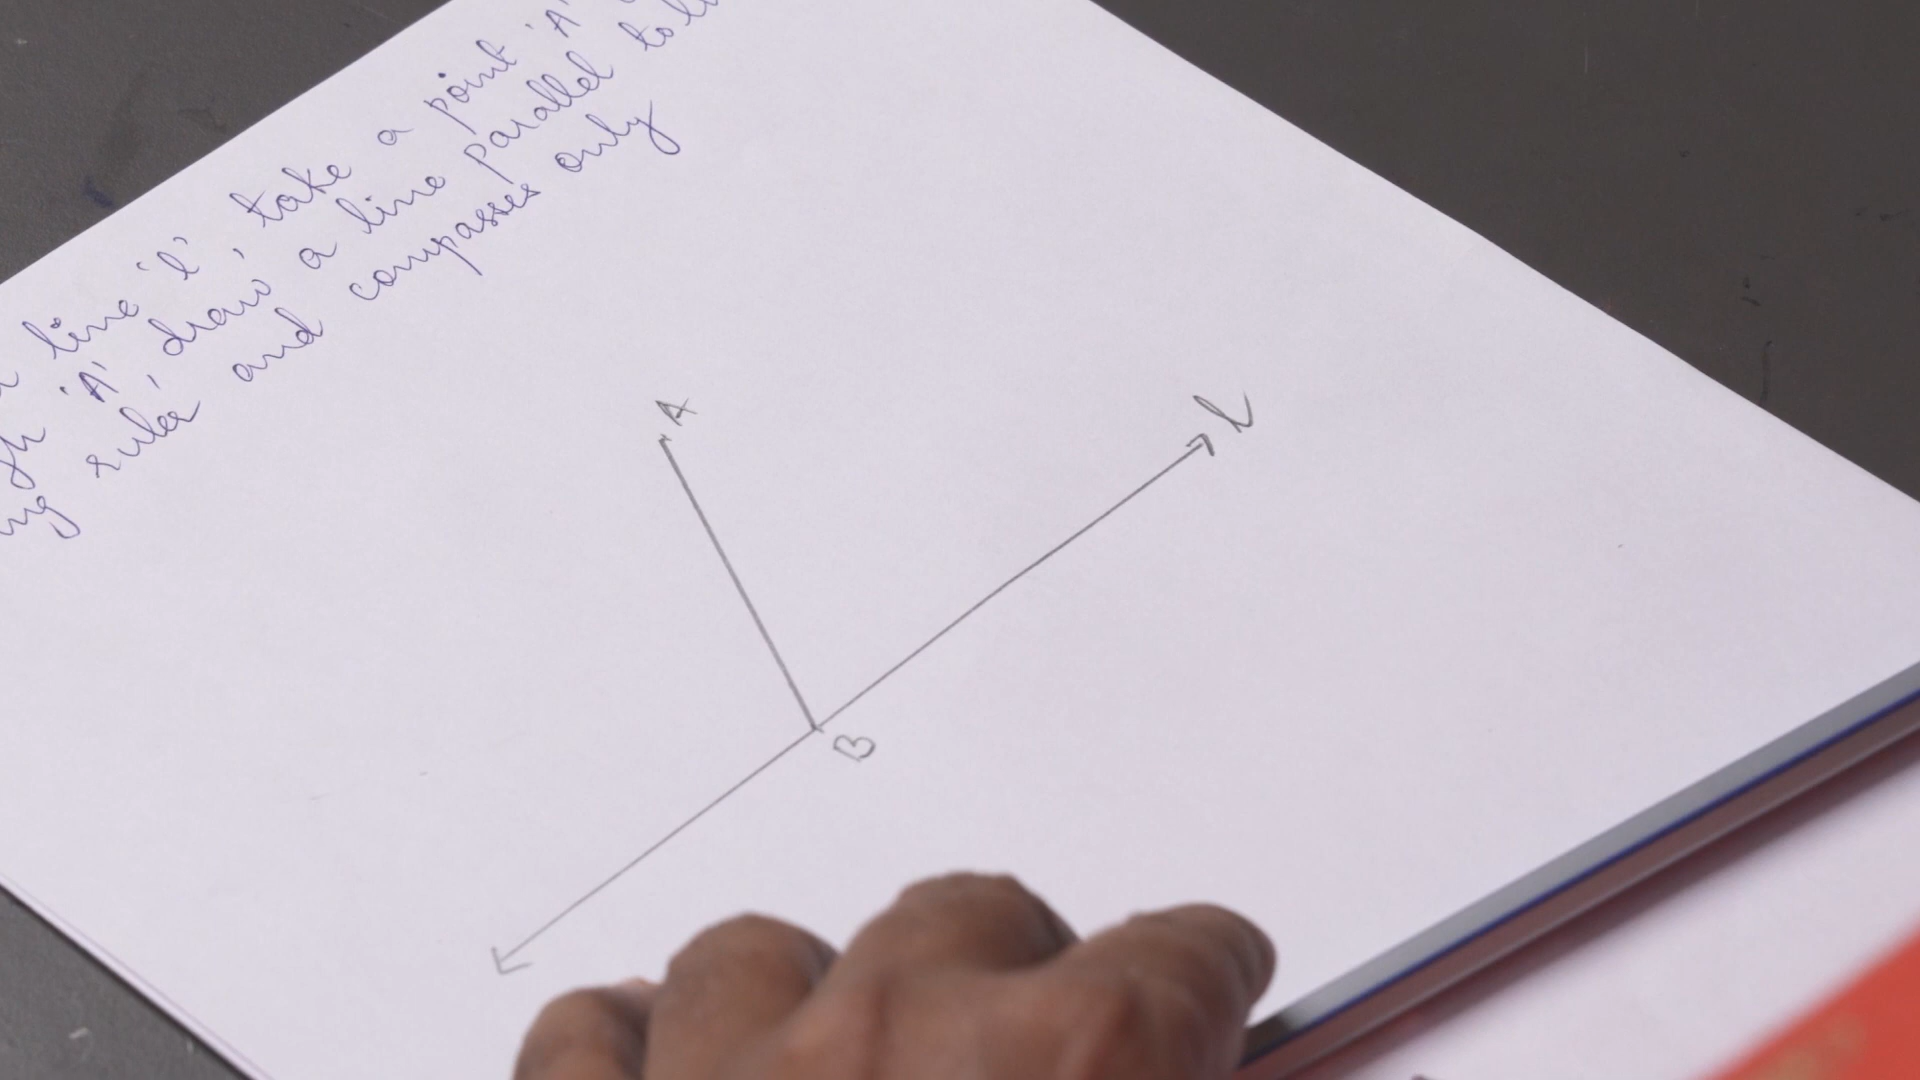 line 'l', take a point 'A'
'A', draw a line parallel to
ruler and compasses only
A
l
B